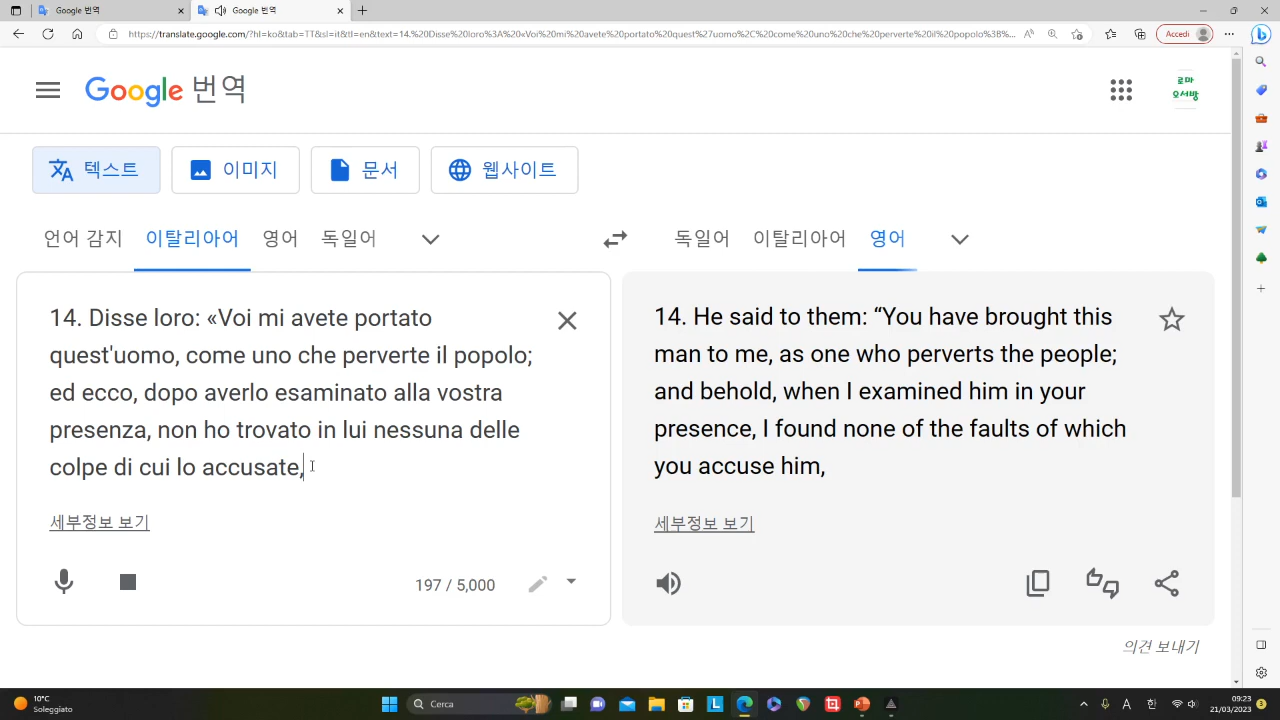 Google 번역
Google 번역
https://translate.google.com/?hl=ko&tab=TT&sl=it&tl=en&text=14.%20Disse%20loro%3A%20«Voi%20mi%20avete%20portato%20quest%27uomo%2C%20come%20uno%20che%20perverte%20il%20popolo%3B%...
Accedi
Google 번역
로마
오서방
텍스트
이미지
문서
웹사이트
언어 감지
이탈리아어
영어
독일어
독일어
이탈리아어
영어
14. Disse loro: «Voi mi avete portato
quest'uomo, come uno che perverte il popolo;
ed ecco, dopo averlo esaminato alla vostra
presenza, non ho trovato in lui nessuna delle
colpe di cui lo accusate,
세부정보 보기
197 / 5,000
14. He said to them: “You have brought this
man to me, as one who perverts the people;
and behold, when I examined him in your
presence, I found none of the faults of which
you accuse him,
세부정보 보기
의견 보내기
10°C
Soleggiato
Cerca
A
한
09:23
21/03/2023
3